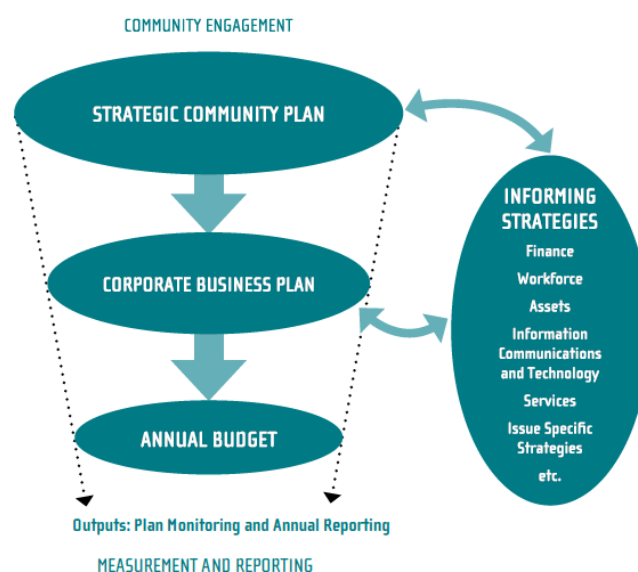 COMMUNITY ENGAGEMENT
STRATEGIC COMMUNITY PLAN
CORPORATE BUSINESS PLAN
ANNUAL BUDGET
INFORMING
STRATEGIES
Finance
Workforce
Assets
Information
Communications
and Technology
Services
Issue Specific
Strategies
etc.
Outputs: Plan Monitoring and Annual Reporting
MEASUREMENT AND REPORTING